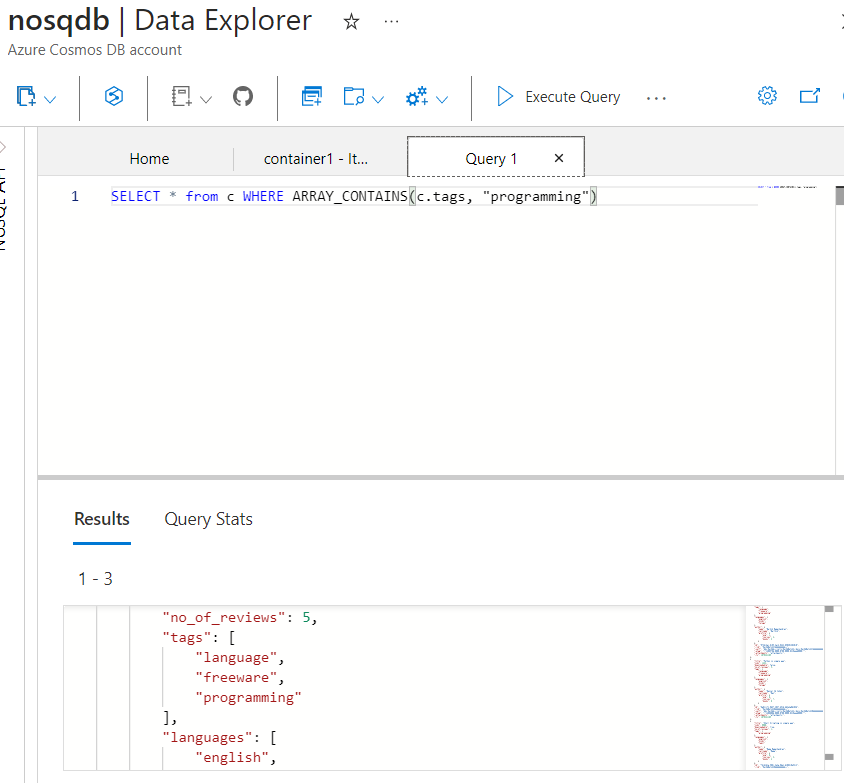 nosqdb | Data Explorer
Azure Cosmos DB account
Execute Query
Home
container1 - It...
Query 1
NOSQL API
1 SELECT * from c WHERE ARRAY_CONTAINS(c.tags, "programming")
Results
Query Stats
1 - 3
"no_of_reviews": 5,
"tags": [
"language",
"freeware",
"programming"
],
"languages": [
"english",